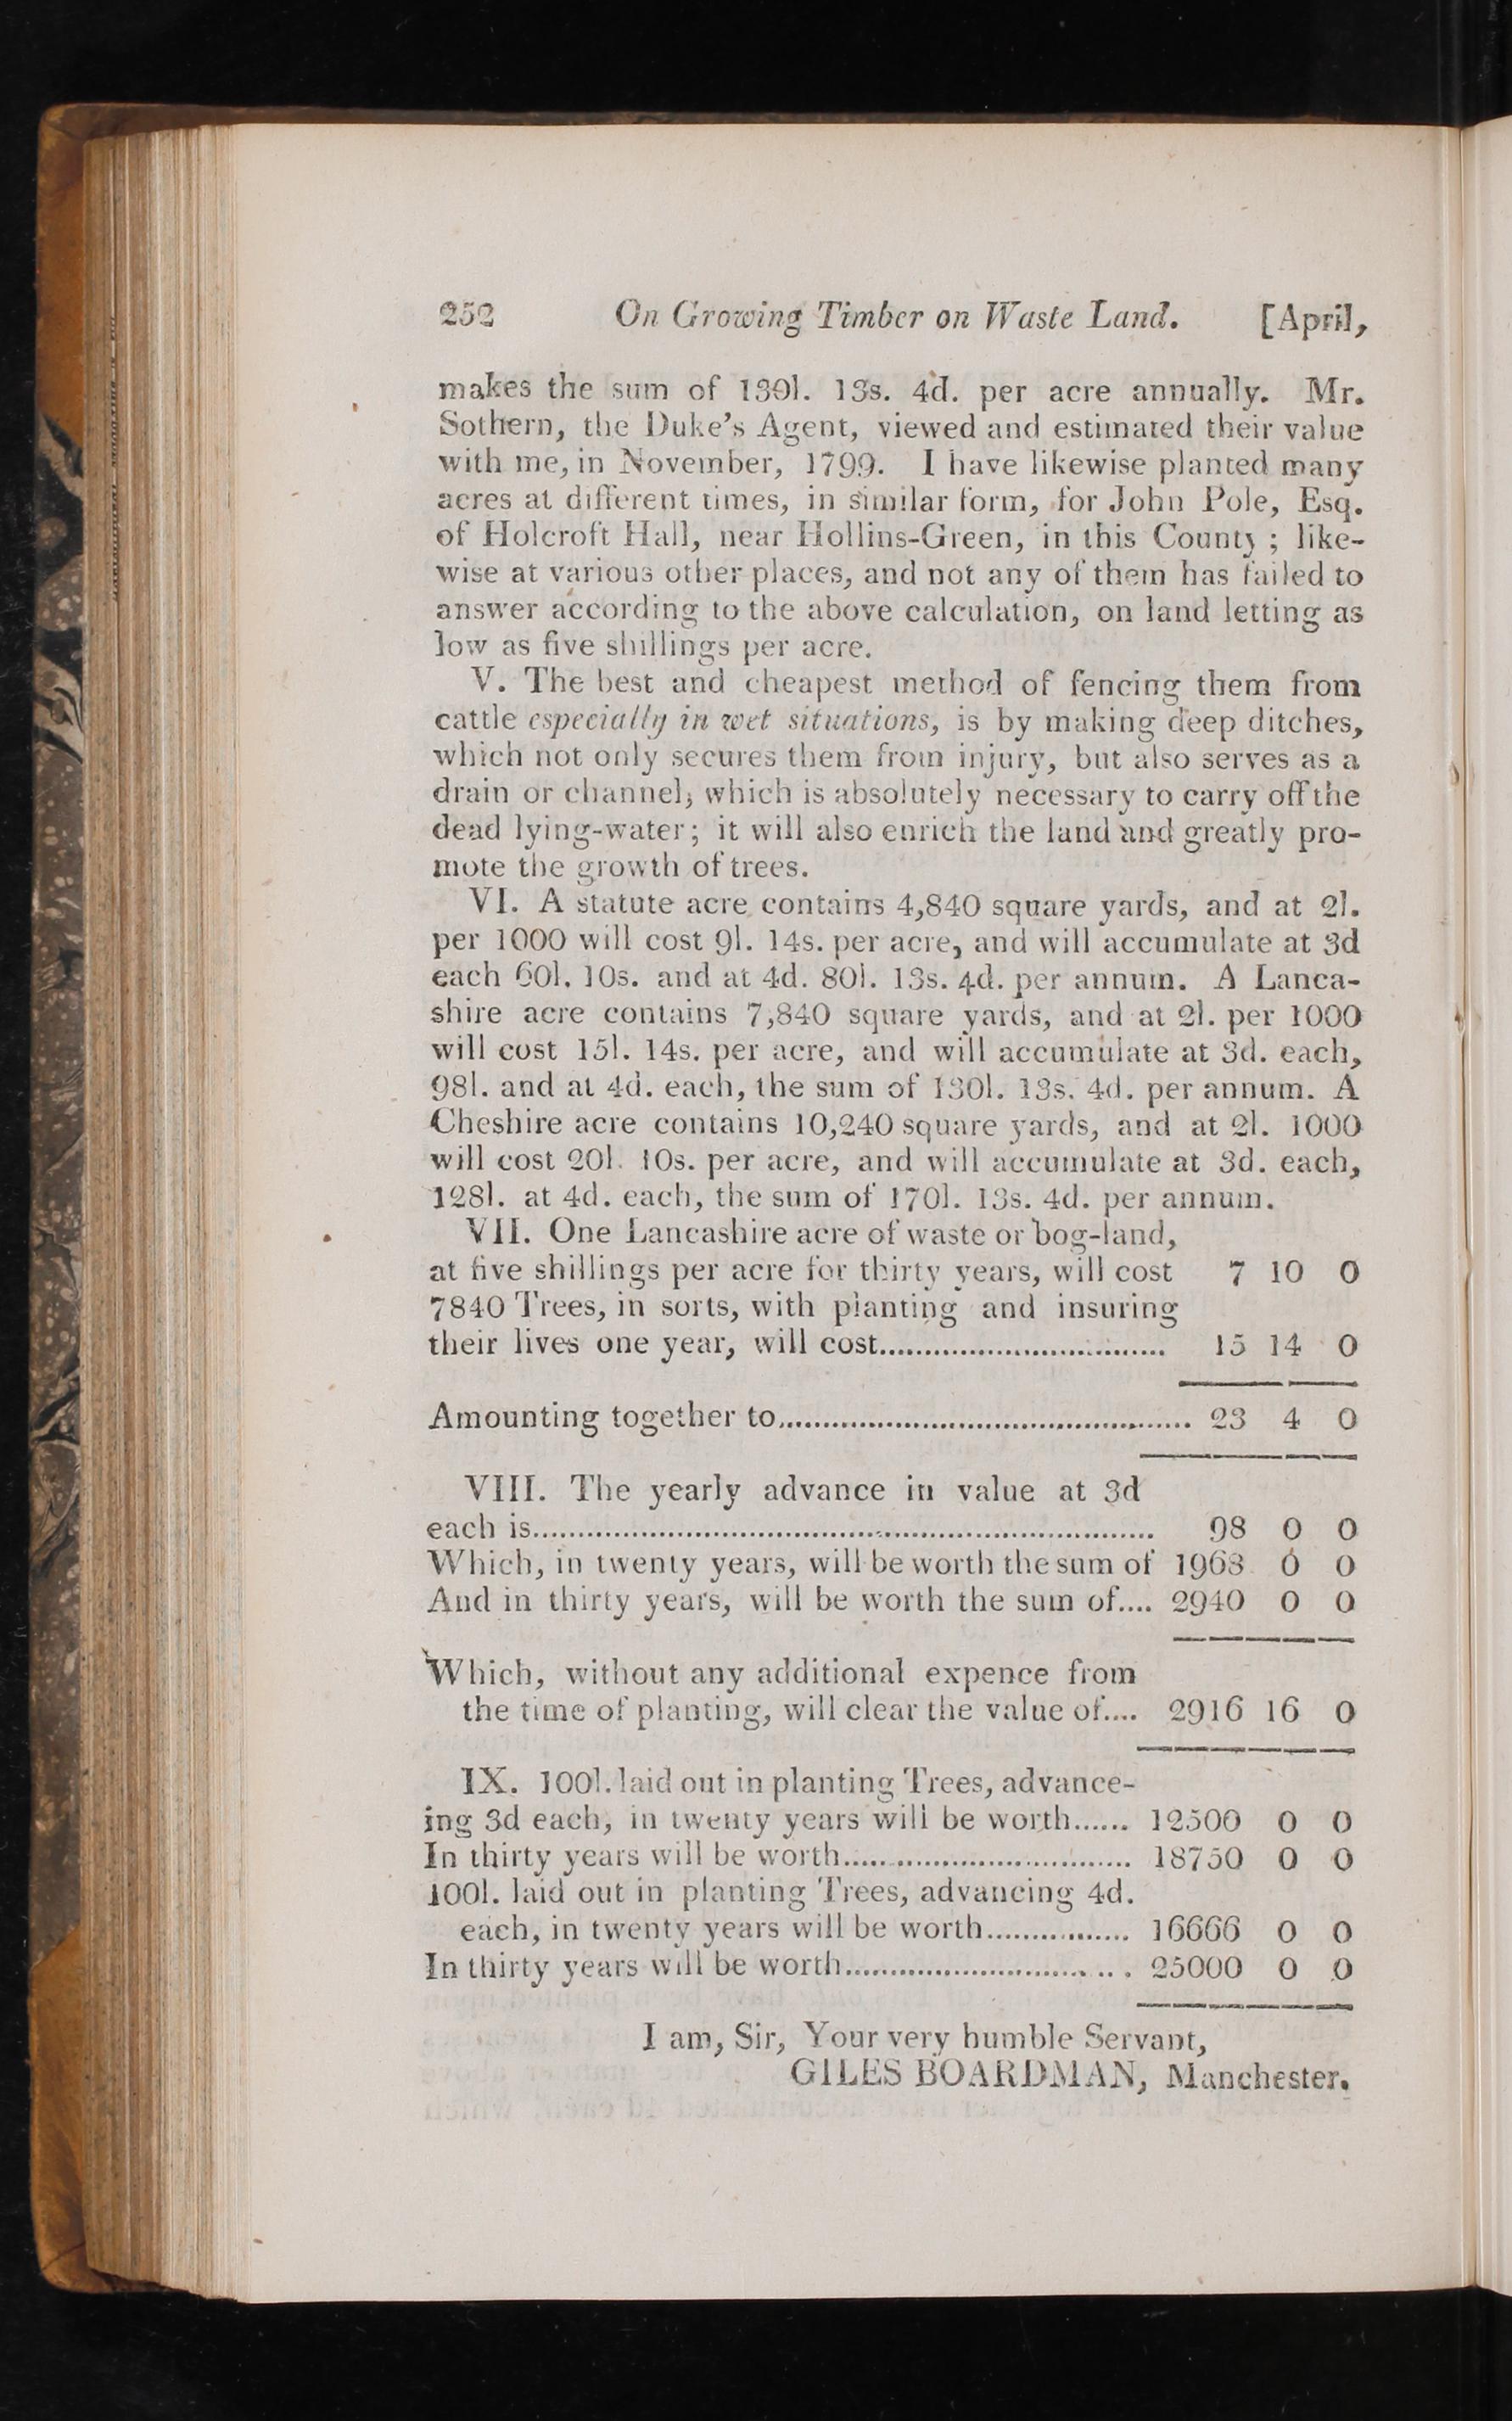 252 On Growing Timber on Waste Land. [April,
makes the sum of 130l. 13s. 4d. per acre annually. Mr.
Sothern, the Duke's Agent, viewed and estimated their value
with me, in November, 1799. I have likewise planted many
acres at different times, in similar form, for John Pole, Esq.
of Holcroft Hall, near Hollins-Green, in this County; like-
wise at various other places, and not any of them has failed to
answer according to the above calculation, on land letting as
low as five shillings per acre.
V. The best and cheapest method of fencing them from
cattle especially in wet situations, is by making deep ditches,
which not only secures them from injury, but also serves as a
drain or channel, which is absolutely necessary to carry off the
dead lying-water; it will also enrich the land and greatly pro-
mote the growth of trees.
VI. A statute acre contains 4,840 square yards, and at 2l.
per 1000 will cost 9l. 14s. per acre, and will accumulate at 3d
each 60l. 10s. and at 4d. 80l. 13s. 4d. per annum. A Lanca-
shire acre contains 7,840 square yards, and at 2l. per 1000
will cost 15l. 14s. per acre, and will accumulate at 3d. each,
98l. and at 4d. each, the sum of 130l. 13s. 4d. per annum. A
Cheshire acre contains 10,240 square yards, and at 2l. 1000
will cost 20l. 10s. per acre, and will accumulate at 3d. each,
128l. at 4d. each, the sum of 170l. 13s. 4d. per annum.
VII. One Lancashire acre of waste or bog-land,
at five shillings per acre for thirty years, will cost 7 10 0
7840 Trees, in sorts, with planting and insuring
their lives one year, will cost................................ 15 14 0
Amounting together to.............................................. 23 4 0
VIII. The yearly advance in value at 3d
each is...................................................................... 98 0 0
Which, in twenty years, will be worth the sum of 1968 0 0
And in thirty years, will be worth the sum of.... 2940 0 0
Which, without any additional expence from
the time of planting, will clear the value of.... 2916 16 0
IX. 100l. laid out in planting Trees, advance-
ing 3d each, in twenty years will be worth...... 12500 0 0
In thirty years will be worth................................ 18750 0 0
100l. laid out in planting Trees, advancing 4d.
each, in twenty years will be worth................ 16666 0 0
In thirty years will be worth................................ 25000 0 0
I am, Sir, Your very humble Servant,
GILES BOARDMAN, Manchester.